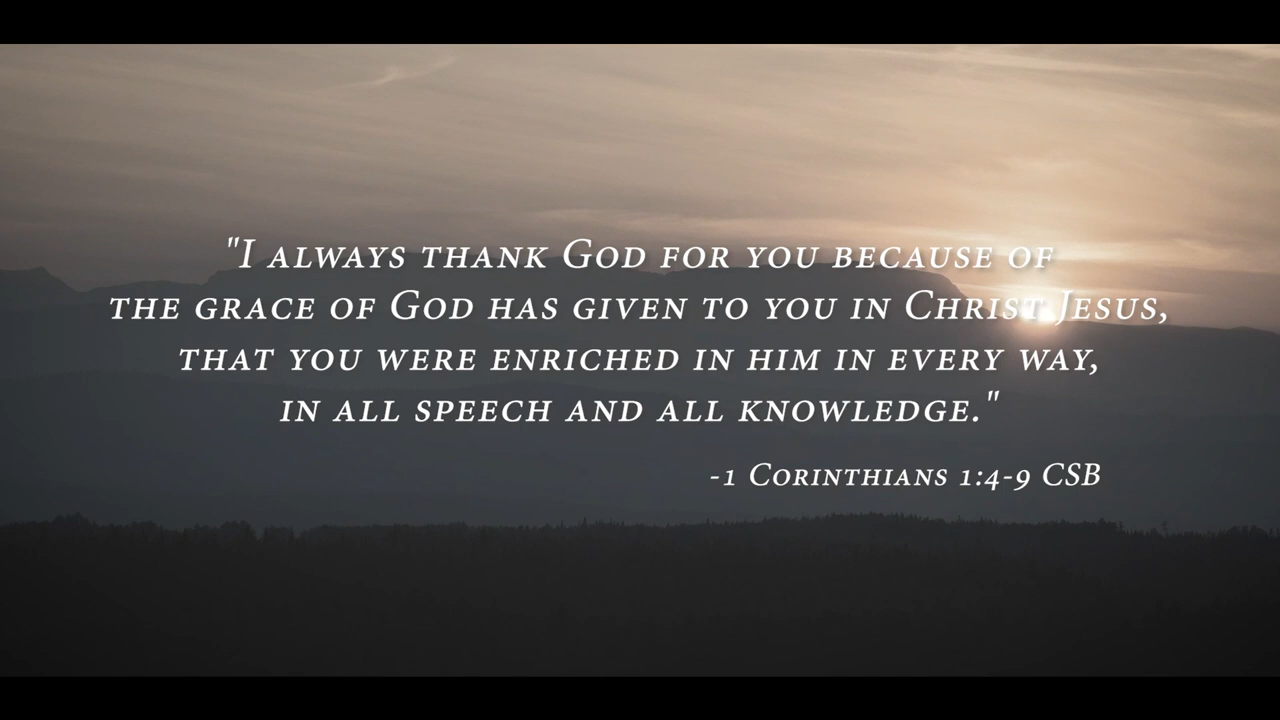 "I always thank God for you because of
the grace of God has given to you in Christ Jesus,
that you were enriched in him in every way,
in all speech and all knowledge."
-1 Corinthians 1:4-9 CSB